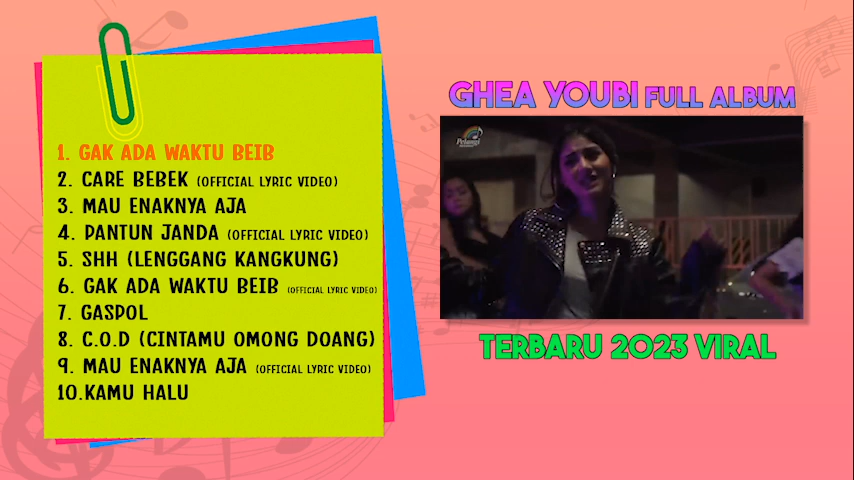 1. GAK ADA WAKTU BEIB
2. CARE BEBEK (OFFICIAL LYRIC VIDEO)
3. MAU ENAKNYA AJA
4. PANTUN JANDA (OFFICIAL LYRIC VIDEO)
5. SHH (LENGGANG KANGKUNG)
6. GAK ADA WAKTU BEIB (OFFICIAL LYRIC VIDEO)
7. GASPOL
8. C.O.D (CINTAMU OMONG DOANG)
9. MAU ENAKNYA AJA (OFFICIAL LYRIC VIDEO)
10.KAMU HALU
GHEA YOUBI FULL ALBUM
Pelangi
TERBARU 2023 VIRAL